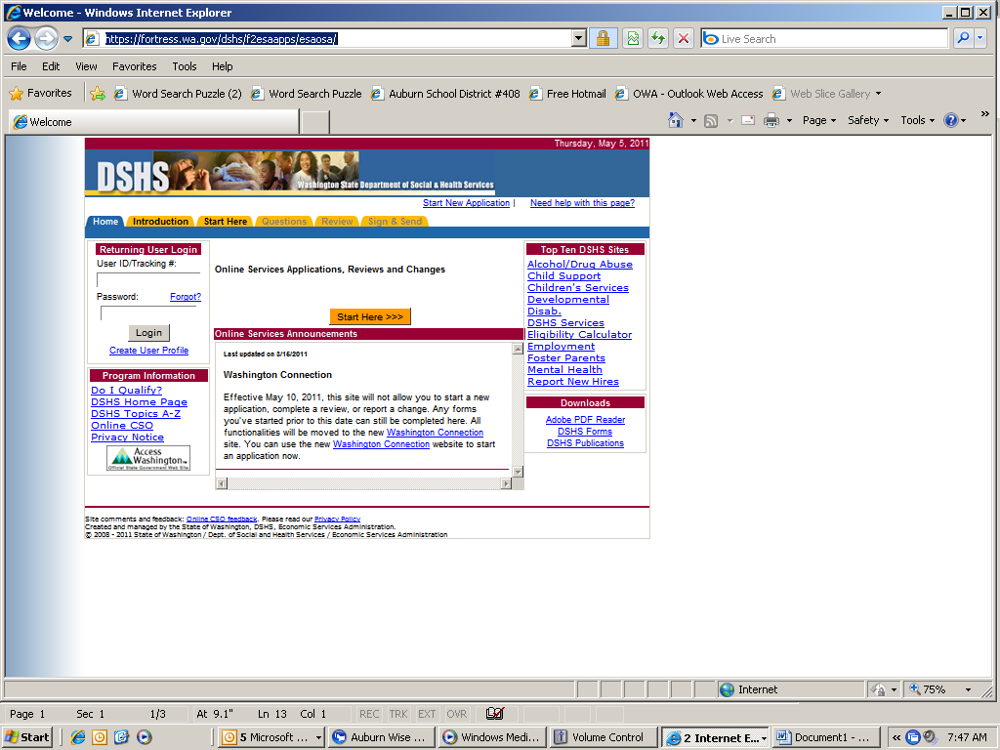 Welcome - Windows Internet Explorer
https://fortress.wa.gov/dshs/f2esaapps/esaosa/
Live Search
File Edit View Favorites Tools Help
Favorites Word Search Puzzle (2) Word Search Puzzle Auburn School District #408 Free Hotmail OWA - Outlook Web Access Web Slice Gallery
Welcome
Page Safety Tools
Thursday, May 5, 2011
DSHS
Washington State Department of Social & Health Services
Start New Application | Need help with this page?
Home Introduction Start Here Questions Review Sign & Send
Returning User Login
User ID/Tracking #:
Password: Forgot?
Login
Create User Profile
Program Information
Do I Qualify?
DSHS Home Page
DSHS Topics A-Z
Online CSO
Privacy Notice
Access
Washington
Official State Government Web Site
Online Services Applications, Reviews and Changes
Start Here >>>
Online Services Announcements
Last updated on 3/15/2011
Washington Connection
Effective May 10, 2011, this site will not allow you to start a new
application, complete a review, or report a change. Any forms
you've started prior to this date can still be completed here. All
functionalities will be moved to the new Washington Connection
site. You can use the new Washington Connection website to start
an application now.
Top Ten DSHS Sites
Alcohol/Drug Abuse
Child Support
Children's Services
Developmental
Disab.
DSHS Services
Eligibility Calculator
Employment
Foster Parents
Mental Health
Report New Hires
Downloads
Adobe PDF Reader
DSHS Forms
DSHS Publications
Site comments and feedback: Online CSO feedback. Please read our Privacy Policy
Created and managed by the State of Washington, DSHS, Economic Services Administration.
© 2008 - 2011 State of Washington / Dept. of Social and Health Services / Economic Services Administration
Internet 75%
Page 1 Sec 1 1/3 At 9.1" Ln 13 Col 1 REC TRK EXT OVR
Start 5 Microsoft ... Auburn Wise ... Windows Medi... Volume Control 2 Internet E... Document1 - ... 7:47 AM